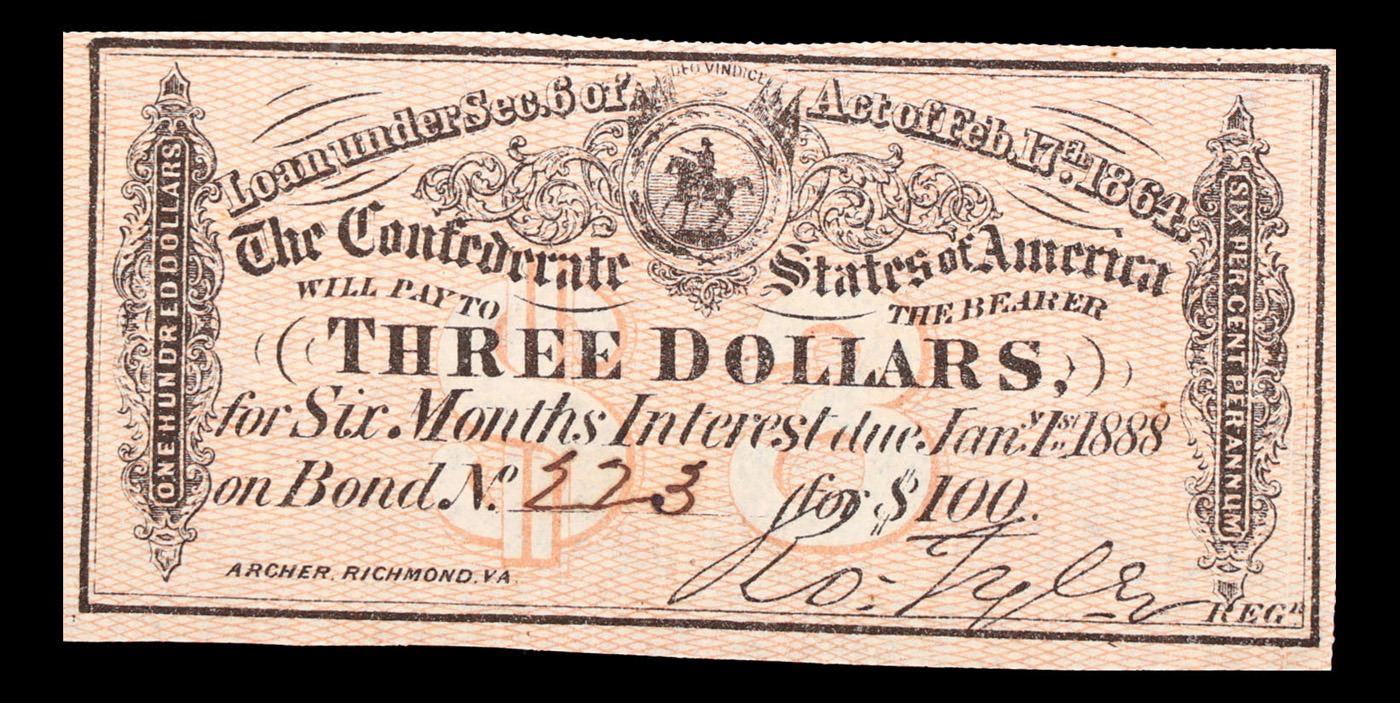 DEO VINDICE
Loan under Sec. 6 of Act of Feb. 17th. 1864.
The Confederate States of America
WILL PAY TO THE BEARER
THREE DOLLARS,
for Six Months Interest due Jany. 1st 1888
on Bond No. 223 for $100.
Ro. Tyler REGR
ARCHER, RICHMOND, VA.
ONE HUNDRED DOLLARS
SIX PER CENT PER ANNUM
$3